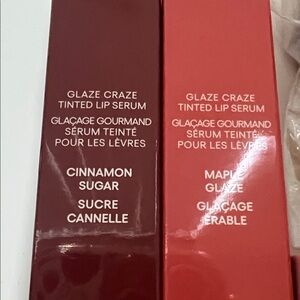 GLAZE CRAZE
TINTED LIP SERUM
GLAÇAGE GOURMAND
SÉRUM TEINTÉ
POUR LES LÈVRES
CINNAMON
SUGAR
SUCRE
CANNELLE
GLAZE CRAZE
TINTED LIP SERUM
GLAÇAGE GOURMAND
SÉRUM TEINTÉ
POUR LES LÈVRES
MAPLE
GLAZE
GLAÇAGE
ÉRABLE